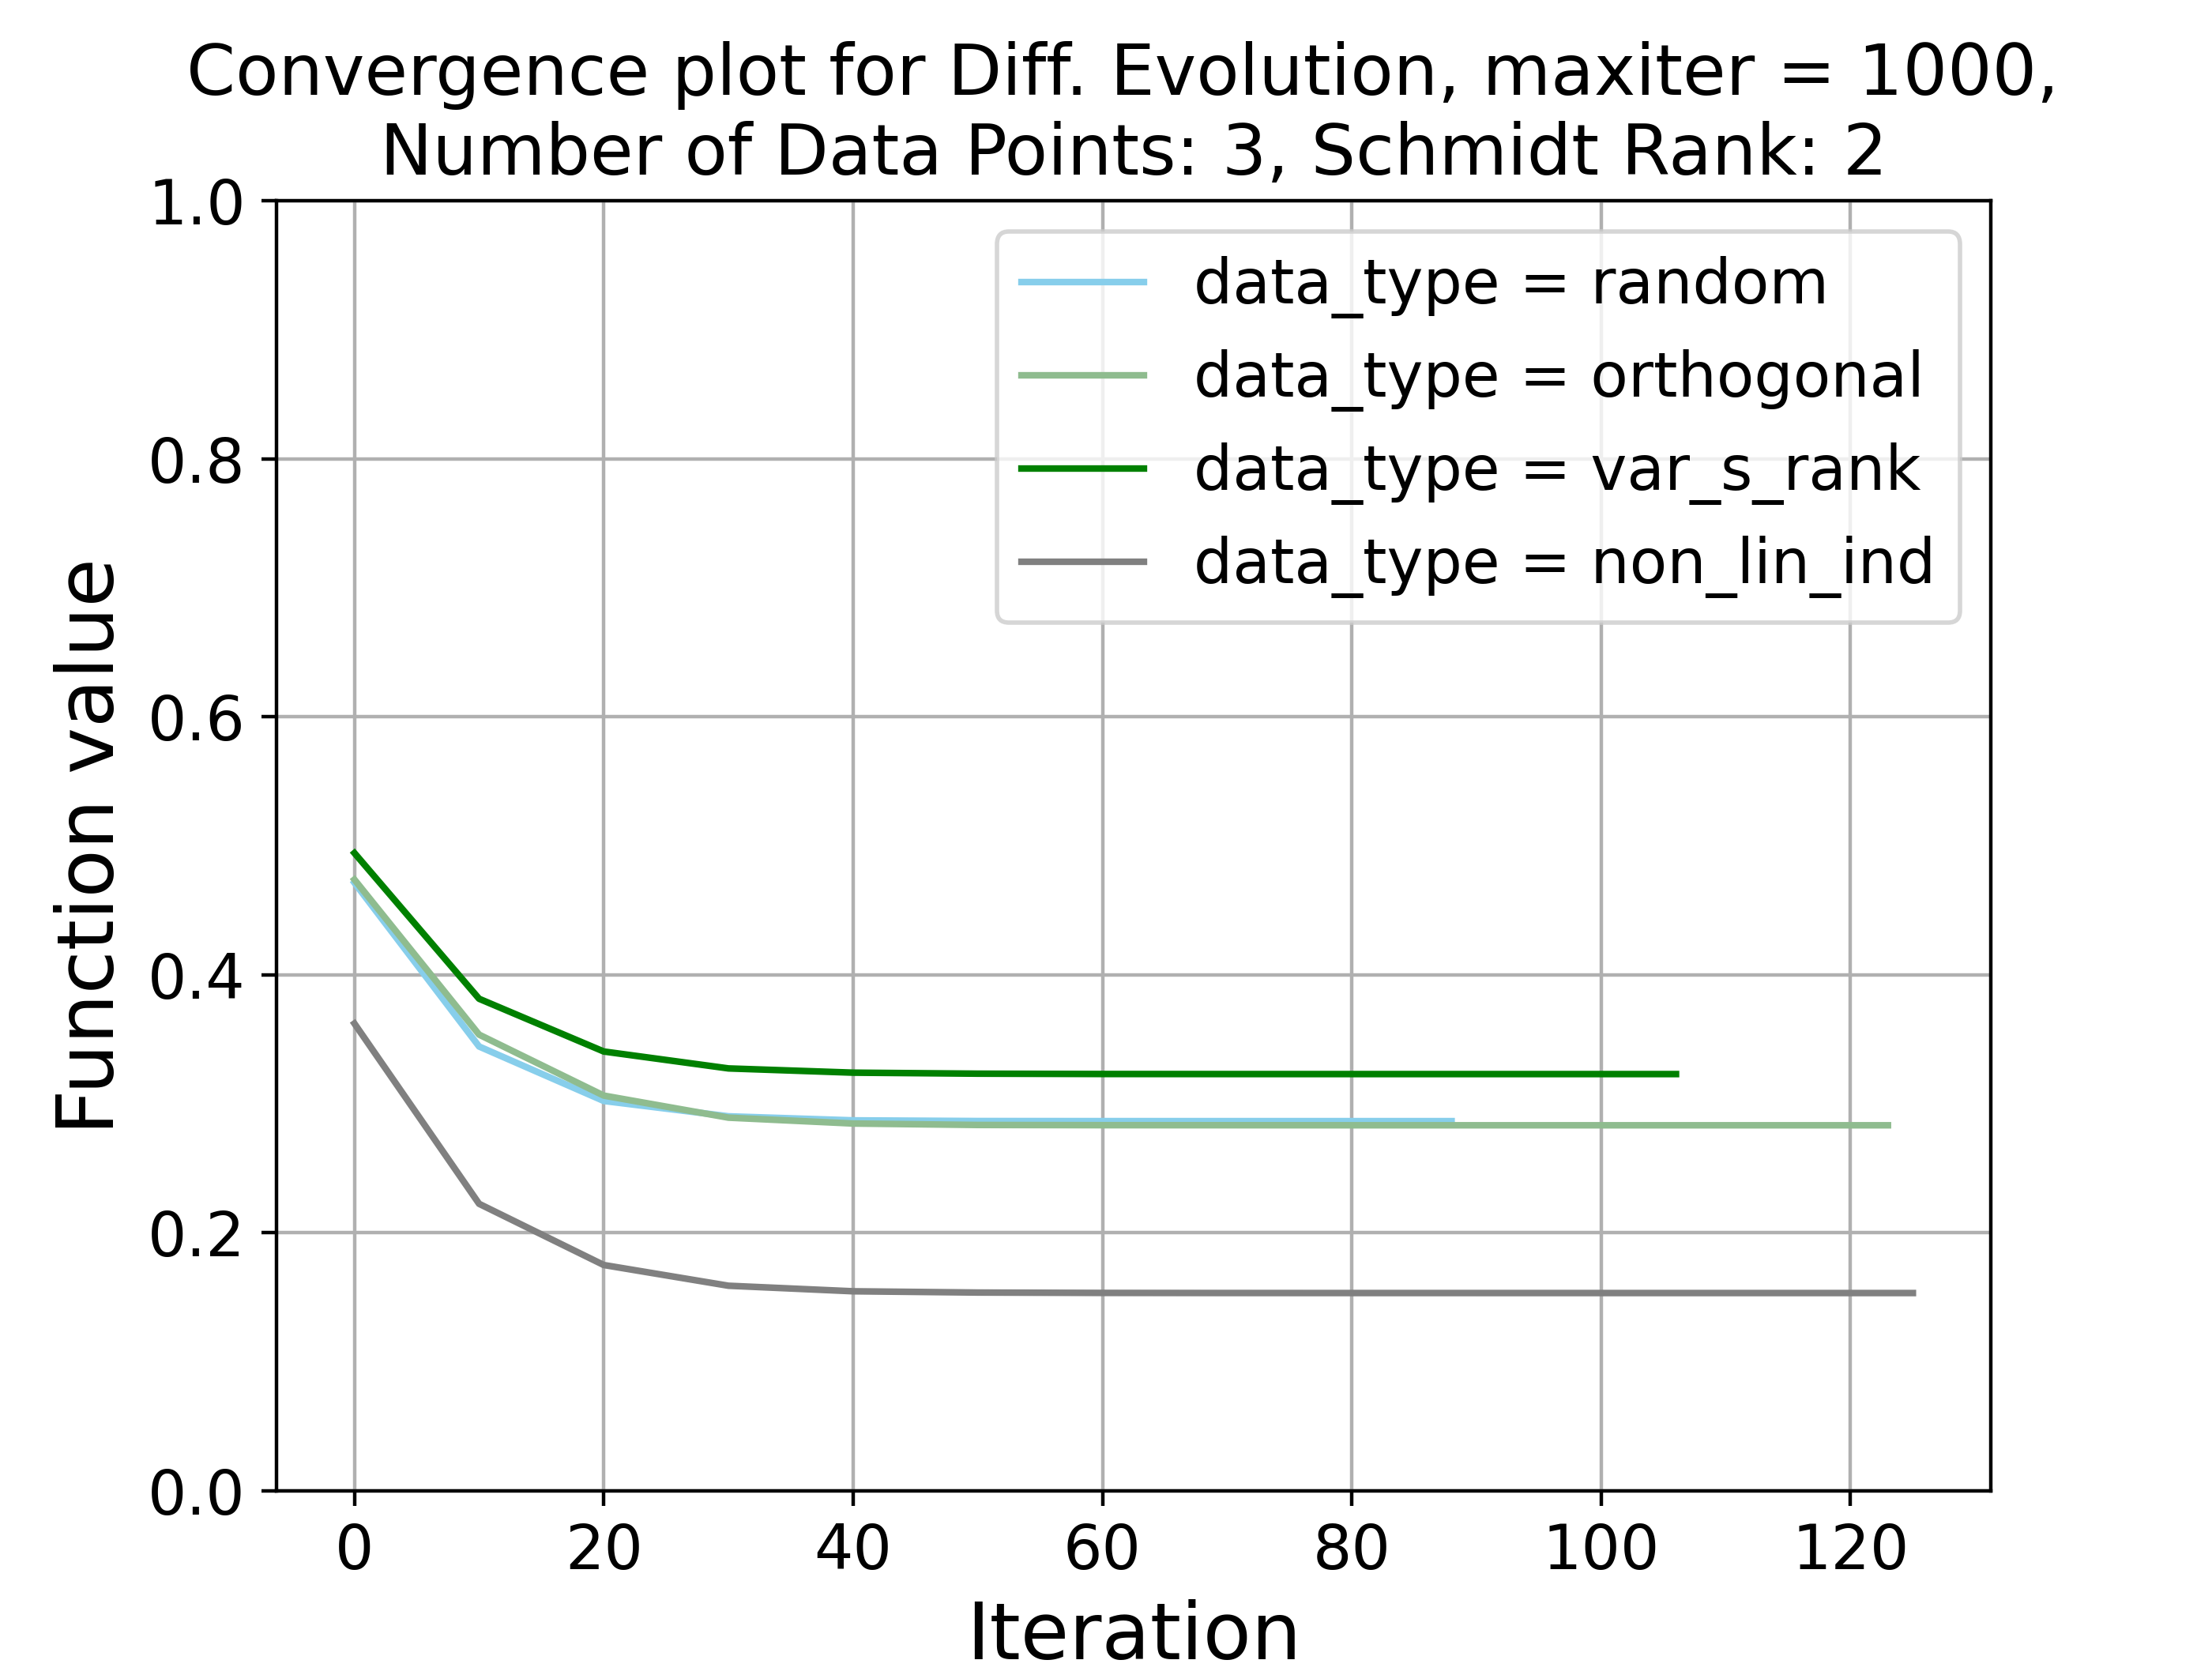 Convergence plot for Diff. Evolution, maxiter = 1000,
Number of Data Points: 3, Schmidt Rank: 2
1.0
0.8
0.6
0.4
0.2
0.0
Function value
data_type = random
data_type = orthogonal
data_type = var_s_rank
data_type = non_lin_ind
0 20 40 60 80 100 120
Iteration